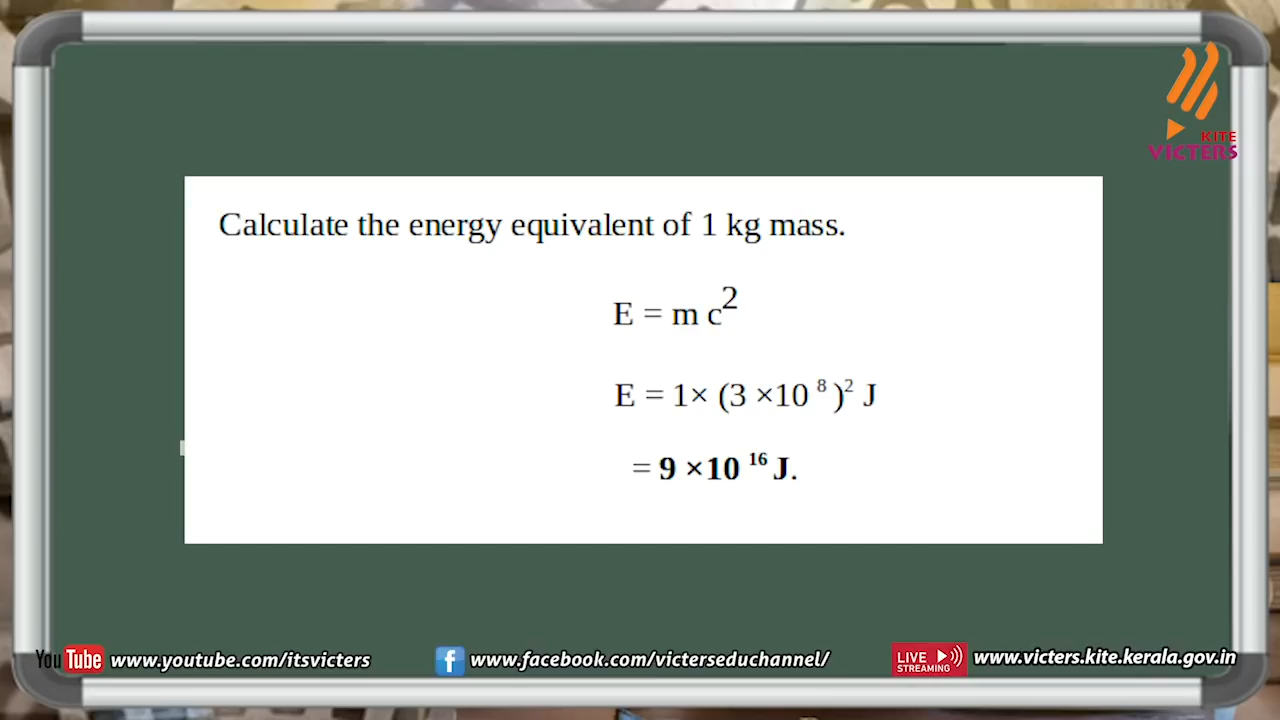 KITE
VICTERS
Calculate the energy equivalent of 1 kg mass.
E = m c²
E = 1× (3 ×10 ⁸ )² J
= 9 ×10 ¹⁶ J.
You Tube www.youtube.com/itsvicters
f www.facebook.com/victerseduchannel/
LIVE STREAMING www.victers.kite.kerala.gov.in